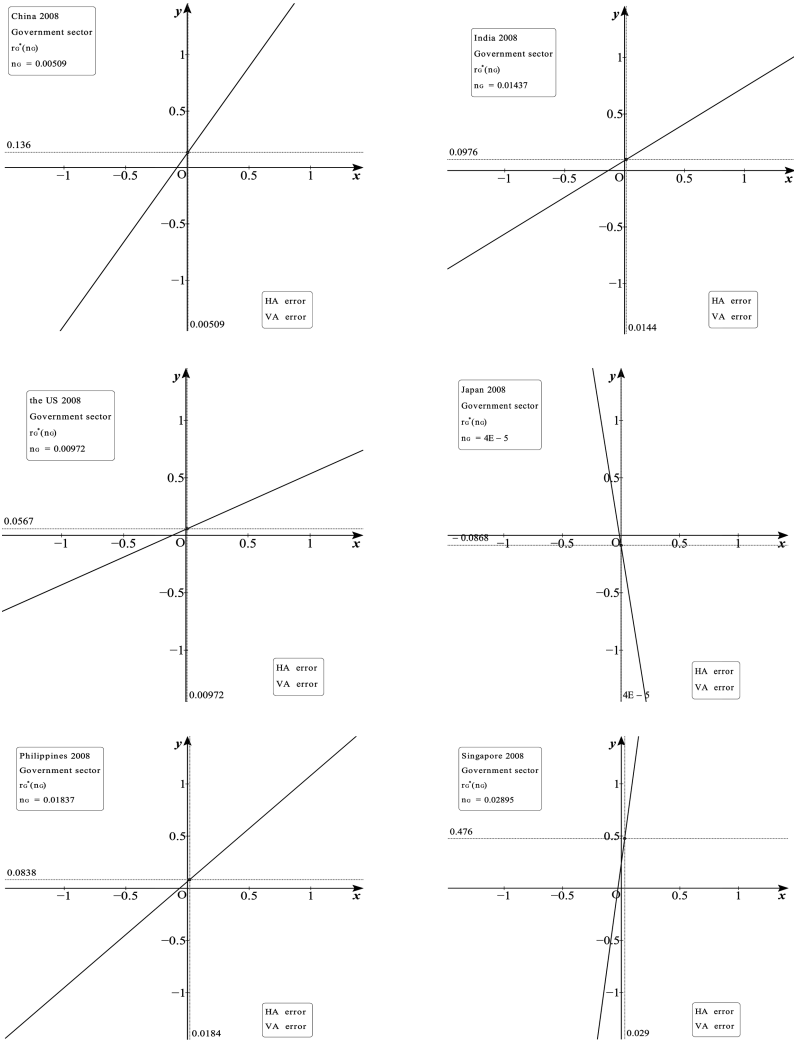 China 2008
Government sector
rG*(nG)
nG = 0.00509
y
1
0.5
0.136
−1 −0.5 O 0.5 1 x
−0.5
−1
HA error
VA error
0.00509
India 2008
Government sector
rG*(nG)
nG = 0.01437
y
1
0.5
0.0976
−1 −0.5 O 0.5 1 x
−0.5
−1
HA error
VA error
0.0144
the US 2008
Government sector
rG*(nG)
nG = 0.00972
y
1
0.5
0.0567
−1 −0.5 O 0.5 1 x
−0.5
−1
HA error
VA error
0.00972
Japan 2008
Government sector
rG*(nG)
nG = 4E − 5
y
1
0.5
−0.0868
−1 −0.5 O 0.5 1 x
−0.5
−1
HA error
VA error
4E − 5
Philippines 2008
Government sector
rG*(nG)
nG = 0.01837
y
1
0.5
0.0838
−1 −0.5 O 0.5 1 x
−0.5
−1
HA error
VA error
0.0184
Singapore 2008
Government sector
rG*(nG)
nG = 0.02895
y
1
0.5
0.476
−1 −0.5 O 0.5 1 x
−0.5
−1
HA error
VA error
0.029